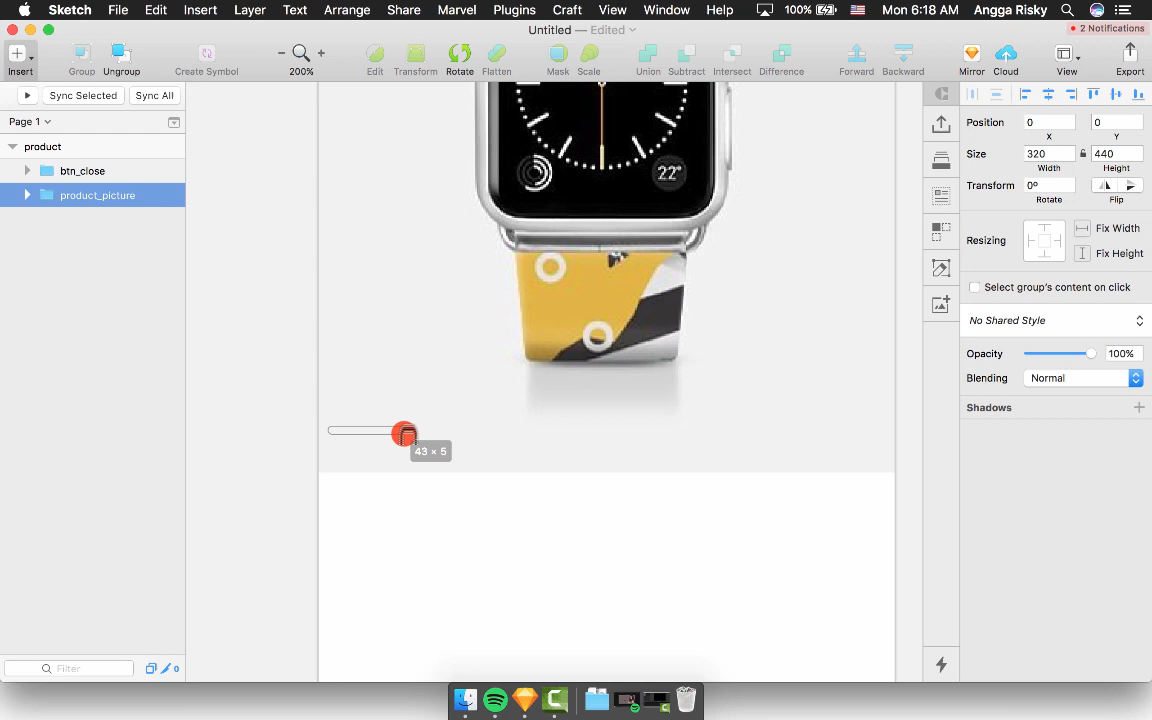 Sketch File Edit Insert Layer Text Arrange Share Marvel Plugins Craft View Window Help 100% Mon 6:18 AM Angga Risky
Untitled — Edited
2 Notifications
Insert Group Ungroup Create Symbol 200% Edit Transform Rotate Flatten Mask Scale Union Subtract Intersect Difference Forward Backward Mirror Cloud View Export
Sync Selected Sync All
Page 1
product
btn_close
product_picture
Filter
0
22°
43 × 5
Position 0 0
X Y
Size 320 440
Width Height
Transform 0°
Rotate Flip
Resizing
Fix Width
Fix Height
Select group's content on click
No Shared Style
Opacity 100%
Blending Normal
Shadows